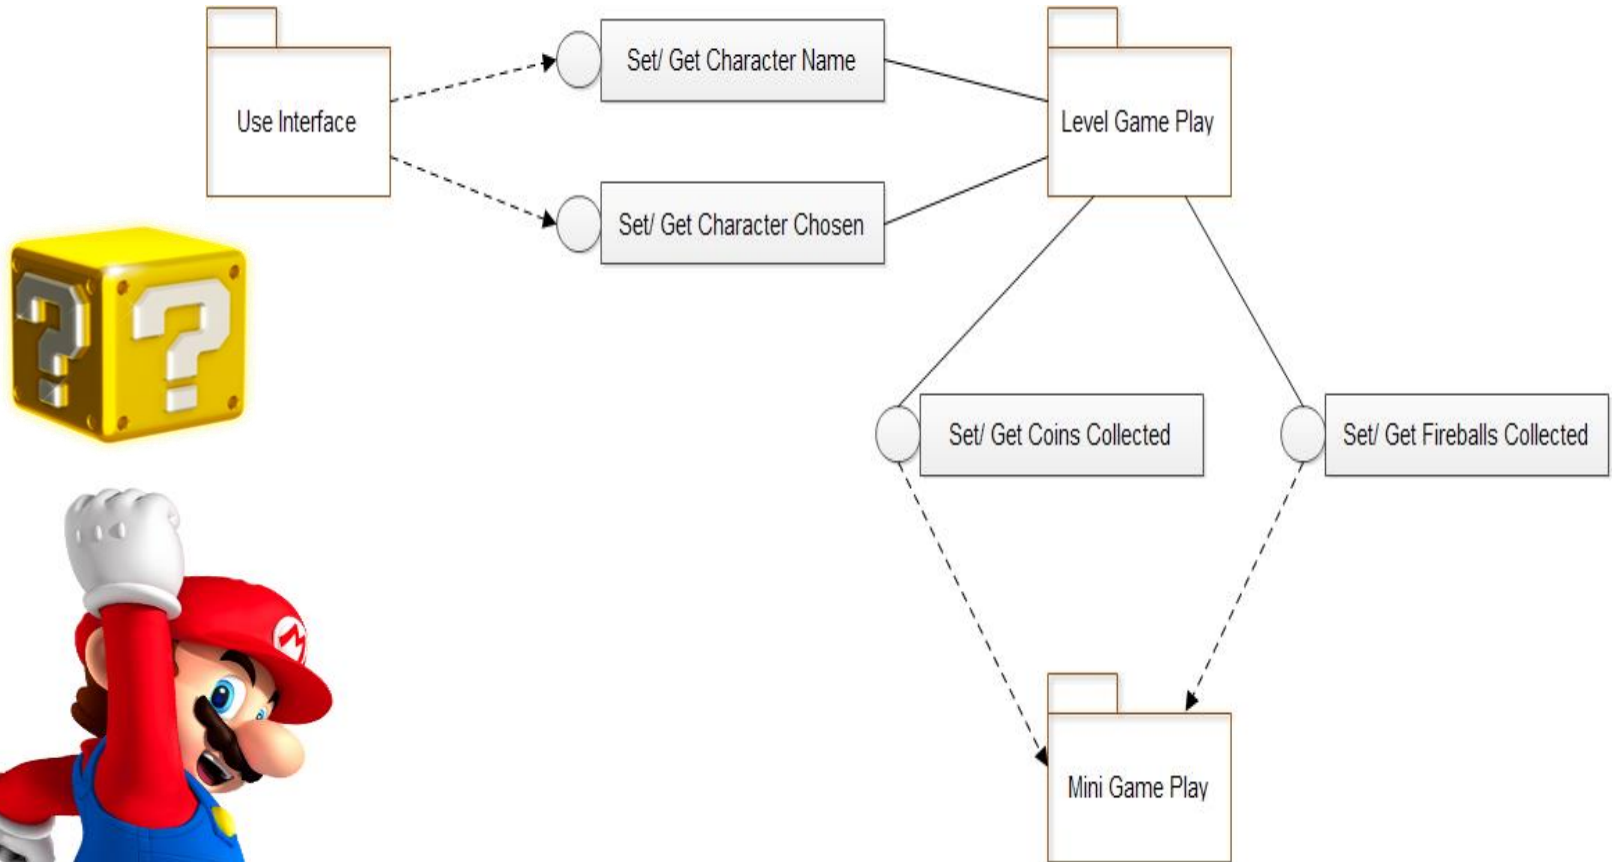 Set/ Get Character Name
Use Interface
Level Game Play
Set/ Get Character Chosen
? ?
Set/ Get Coins Collected
Set/ Get Fireballs Collected
M
Mini Game Play